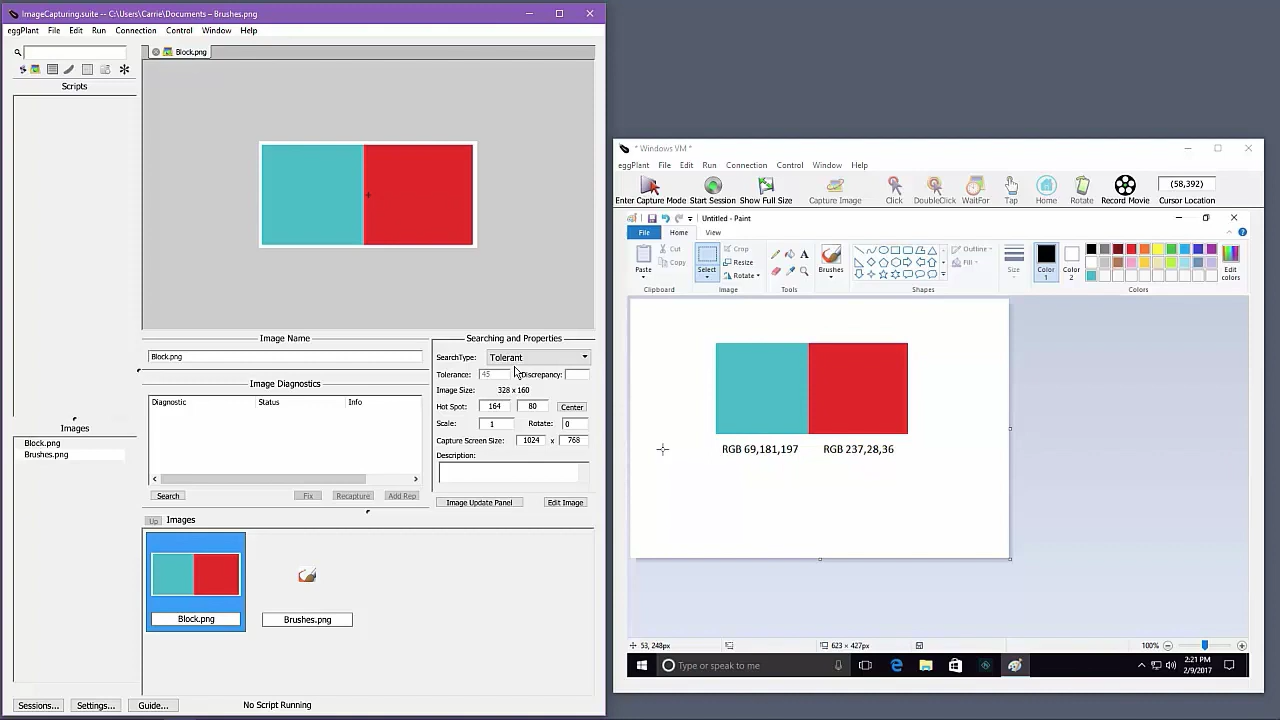 ImageCapturing.suite -- C:\Users\Carrie\Documents – Brushes.png
eggPlant File Edit Run Connection Control Window Help
Block.png
Scripts
Images
Block.png
Brushes.png
Image Name
Block.png
Image Diagnostics
Diagnostic Status Info
Search Fix Recapture Add Rep
Searching and Properties
SearchType: Tolerant
Tolerance: 45 Discrepancy:
Image Size: 328 x 160
Hot Spot: 164 80 Center
Scale: 1 Rotate: 0
Capture Screen Size: 1024 x 768
Description:
Image Update Panel Edit Image
Up Images
Block.png Brushes.png
Sessions... Settings... Guide... No Script Running
* Windows VM *
eggPlant File Edit Run Connection Control Window Help
(58,392)
Enter Capture Mode Start Session Show Full Size Capture Image Click DoubleClick WaitFor Tap Home Rotate Record Movie Cursor Location
Untitled - Paint
File Home View
Paste
Cut
Copy
Clipboard
Select
Crop
Resize
Rotate
Image
A
Tools
Brushes
Outline
Fill
Shapes
Size
Color 1
Color 2
Edit colors
Colors
RGB 69,181,197 RGB 237,28,36
53, 248px 623 × 427px 100%
Type or speak to me
2:21 PM
2/9/2017